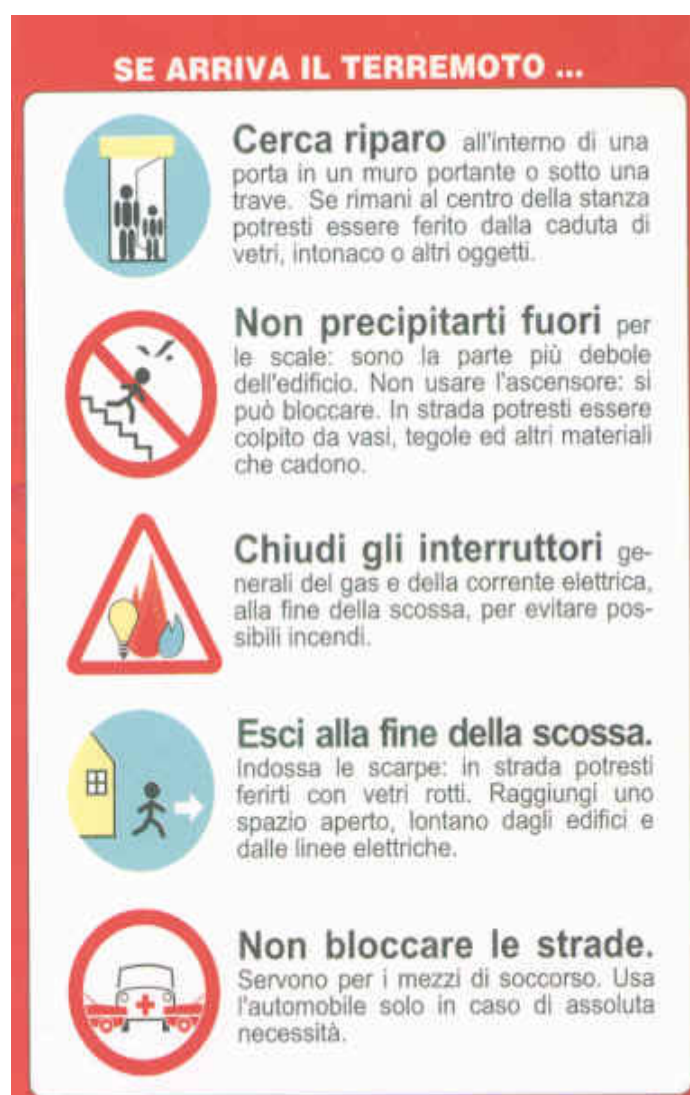 SE ARRIVA IL TERREMOTO ...
Cerca riparo all'interno di una
porta in un muro portante o sotto una
trave. Se rimani al centro della stanza
potresti essere ferito dalla caduta di
vetri, intonaco o altri oggetti.
Non precipitarti fuori per
le scale: sono la parte più debole
dell'edificio. Non usare l'ascensore: si
può bloccare. In strada potresti essere
colpito da vasi, tegole ed altri materiali
che cadono.
Chiudi gli interruttori ge-
nerali del gas e della corrente elettrica,
alla fine della scossa, per evitare pos-
sibili incendi.
Esci alla fine della scossa.
Indossa le scarpe: in strada potresti
ferirti con vetri rotti. Raggiungi uno
spazio aperto, lontano dagli edifici e
dalle linee elettriche.
Non bloccare le strade.
Servono per i mezzi di soccorso. Usa
l'automobile solo in caso di assoluta
necessità.